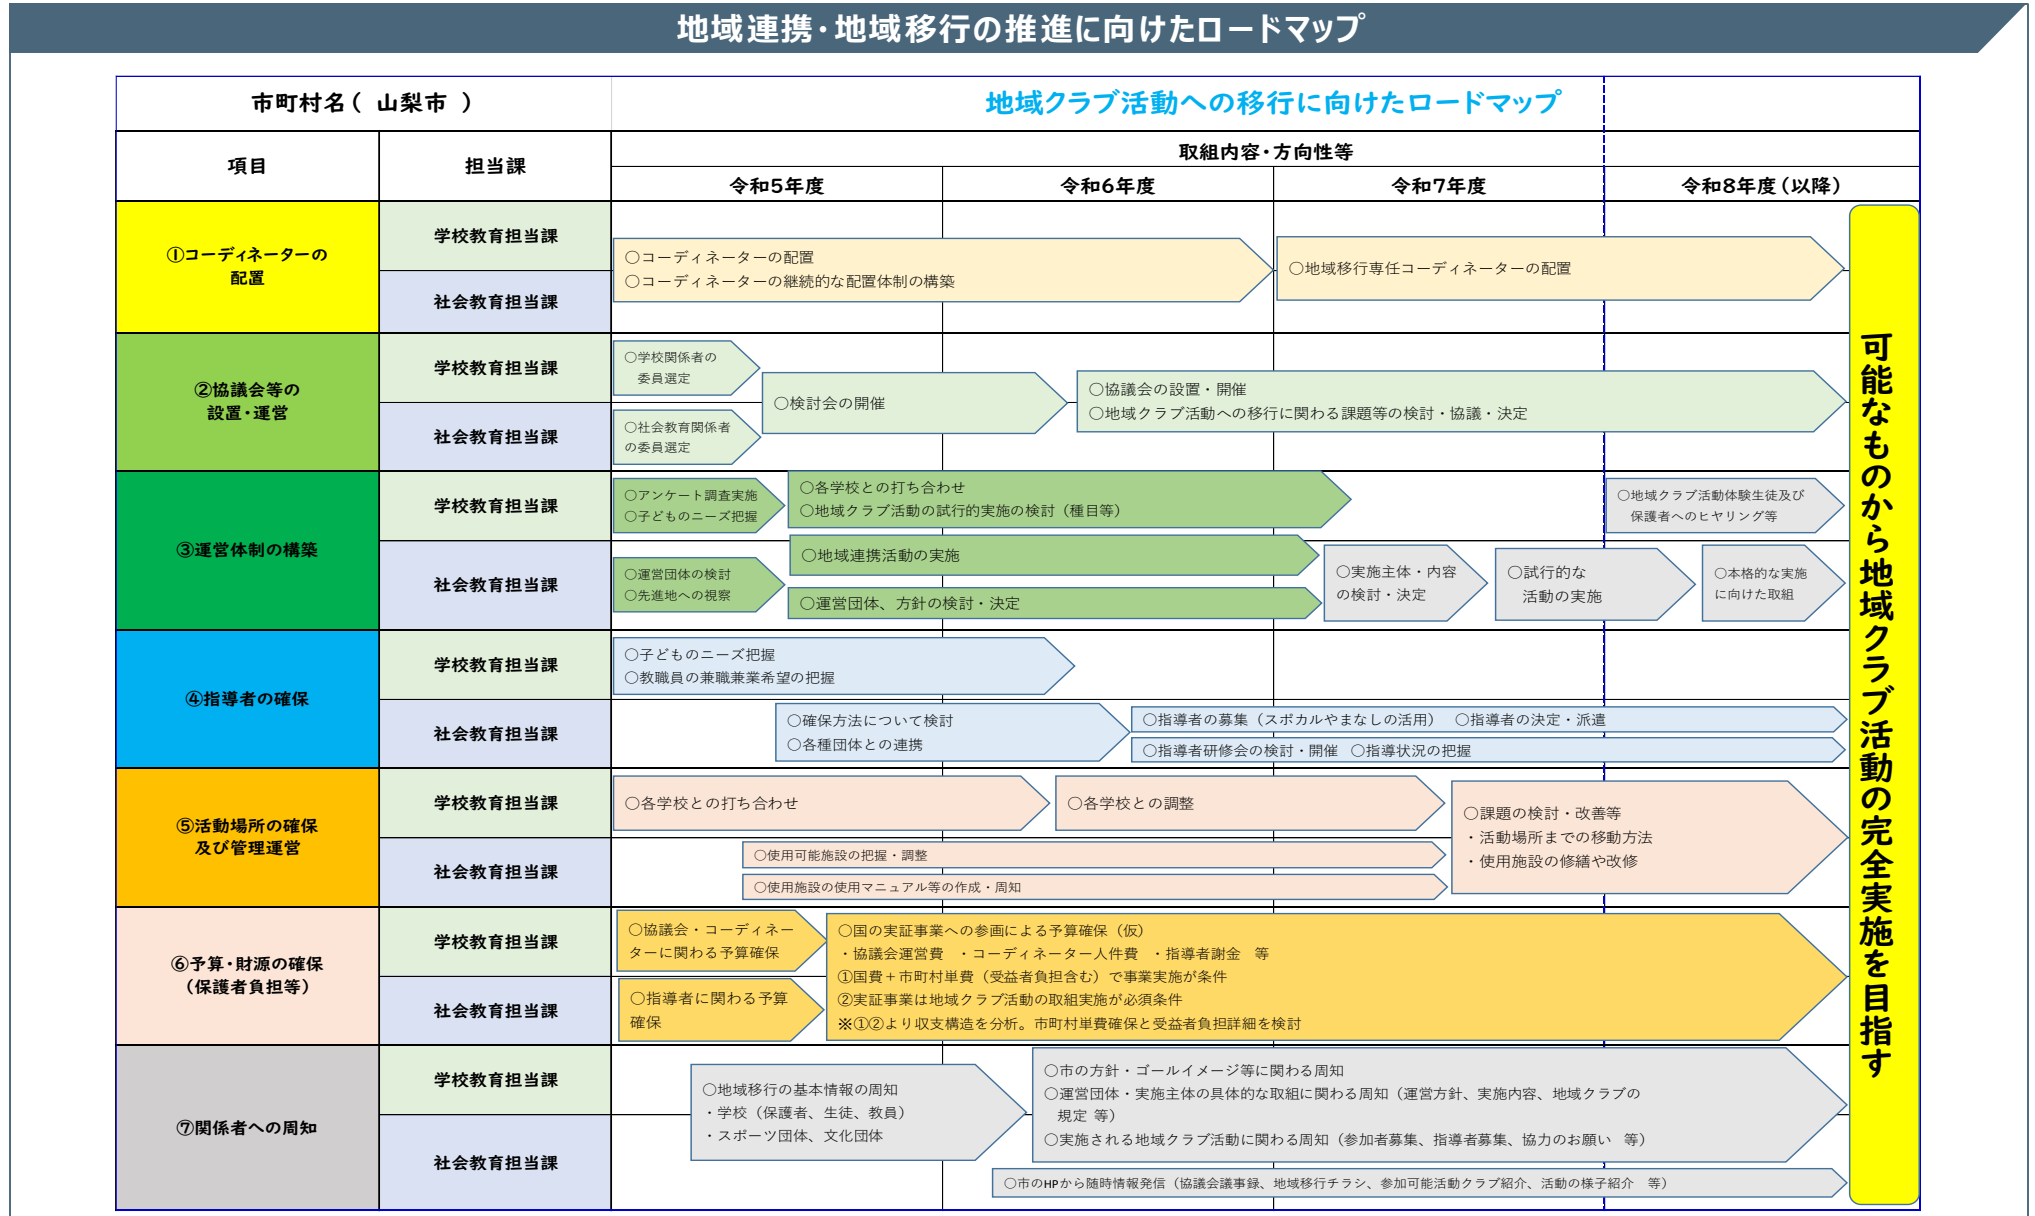 地域連携・地域移行の推進に向けたロードマップ
市町村名（ 山梨市 ）
地域クラブ活動への移行に向けたロードマップ
項目
担当課
取組内容・方向性等
令和5年度
令和6年度
令和7年度
令和8年度（以降）
①コーディネーターの
配置
学校教育担当課
社会教育担当課
○コーディネーターの配置
○コーディネーターの継続的な配置体制の構築
○地域移行専任コーディネーターの配置
②協議会等の
設置・運営
学校教育担当課
社会教育担当課
○学校関係者の
委員選定
○社会教育関係者
の委員選定
○検討会の開催
○協議会の設置・開催
○地域クラブ活動への移行に関わる課題等の検討・協議・決定
③運営体制の構築
学校教育担当課
社会教育担当課
○アンケート調査実施
○子どものニーズ把握
○各学校との打ち合わせ
○地域クラブ活動の試行的実施の検討（種目等）
○地域クラブ活動体験生徒及び
保護者へのヒヤリング等
○運営団体の検討
○先進地への視察
○地域連携活動の実施
○運営団体、方針の検討・決定
○実施主体・内容
の検討・決定
○試行的な
活動の実施
○本格的な実施
に向けた取組
④指導者の確保
学校教育担当課
社会教育担当課
○子どものニーズ把握
○教職員の兼職兼業希望の把握
○確保方法について検討
○各種団体との連携
○指導者の募集（スポカルやまなしの活用）　○指導者の決定・派遣
○指導者研修会の検討・開催　○指導状況の把握
⑤活動場所の確保
及び管理運営
学校教育担当課
社会教育担当課
○各学校との打ち合わせ
○各学校との調整
○使用可能施設の把握・調整
○使用施設の使用マニュアル等の作成・周知
○課題の検討・改善等
・活動場所までの移動方法
・使用施設の修繕や改修
⑥予算・財源の確保
（保護者負担等）
学校教育担当課
社会教育担当課
○協議会・コーディネー
ターに関わる予算確保
○指導者に関わる予算
確保
○国の実証事業への参画による予算確保（仮）
・協議会運営費　・コーディネーター人件費　・指導者謝金　等
①国費＋市町村単費（受益者負担含む）で事業実施が条件
②実証事業は地域クラブ活動の取組実施が必須条件
※①②より収支構造を分析。市町村単費確保と受益者負担詳細を検討
⑦関係者への周知
学校教育担当課
社会教育担当課
○地域移行の基本情報の周知
・学校（保護者、生徒、教員）
・スポーツ団体、文化団体
○市の方針・ゴールイメージ等に関わる周知
○運営団体・実施主体の具体的な取組に関わる周知（運営方針、実施内容、地域クラブの
規定 等）
○実施される地域クラブ活動に関わる周知（参加者募集、指導者募集、協力のお願い　等）
○市のHPから随時情報発信（協議会議事録、地域移行チラシ、参加可能活動クラブ紹介、活動の様子紹介　等）
可能なものから地域クラブ活動の完全実施を目指す